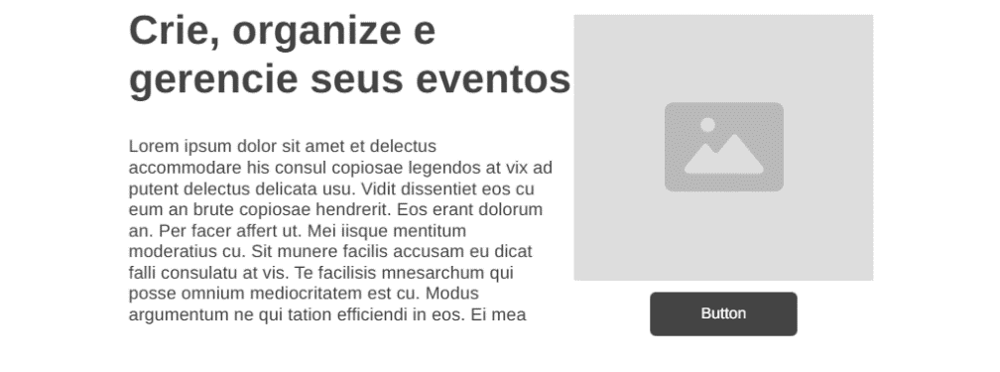 Crie, organize e
gerencie seus eventos
Lorem ipsum dolor sit amet et delectus
accommodare his consul copiosae legendos at vix ad
putent delectus delicata usu. Vidit dissentiet eos cu
eum an brute copiosae hendrerit. Eos erant dolorum
an. Per facer affert ut. Mei iisque mentitum
moderatius cu. Sit munere facilis accusam eu dicat
falli consulatu at vis. Te facilisis mnesarchum qui
posse omnium mediocritatem est cu. Modus
argumentum ne qui tation efficiendi in eos. Ei mea
Button